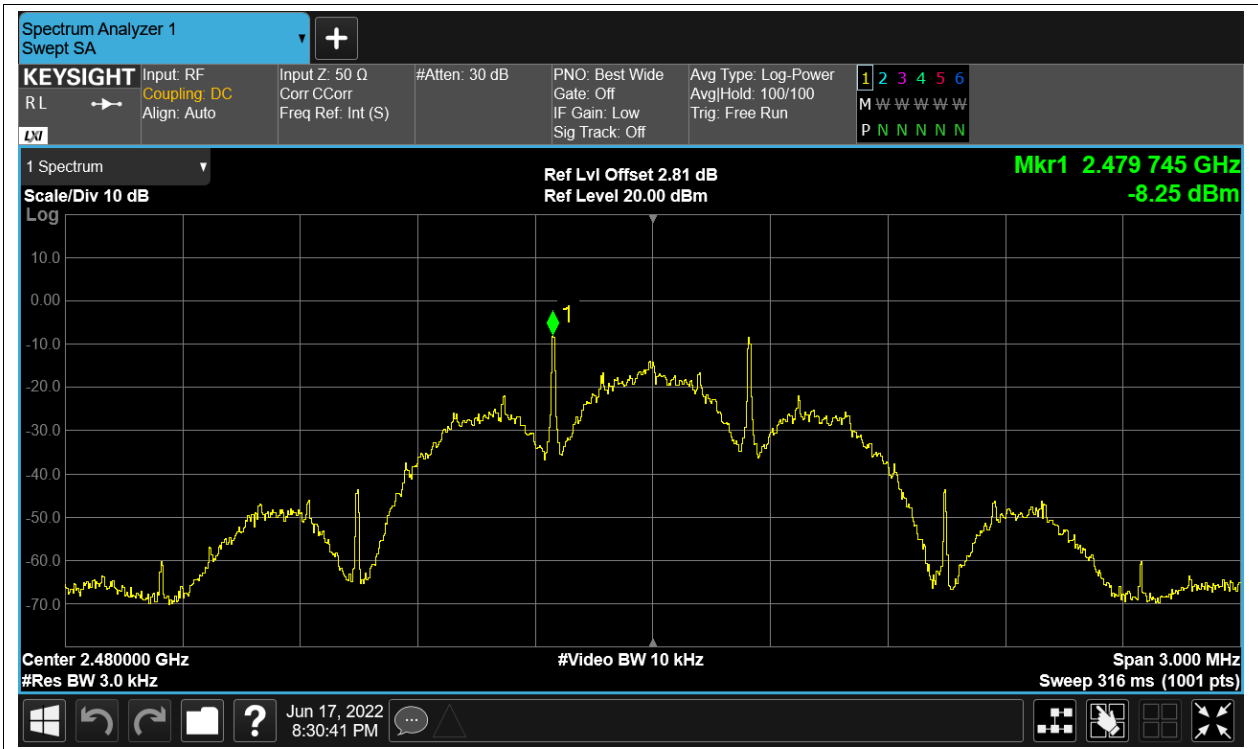 Spectrum Analyzer 1
Swept SA
KEYSIGHT
R L
LXI
Input: RF
Coupling: DC
Align: Auto
Input Z: 50 Ω
Corr CCorr
Freq Ref: Int (S)
#Atten: 30 dB
PNO: Best Wide
Gate: Off
IF Gain: Low
Sig Track: Off
Avg Type: Log-Power
Avg|Hold: 100/100
Trig: Free Run
1 2 3 4 5 6
M W W W W W W
P N N N N N
1 Spectrum
Scale/Div 10 dB
Ref Lvl Offset 2.81 dB
Ref Level 20.00 dBm
Mkr1 2.479 745 GHz
-8.25 dBm
Log
10.0
0.00
-10.0
-20.0
-30.0
-40.0
-50.0
-60.0
-70.0
1
Center 2.480000 GHz
#Video BW 10 kHz
Span 3.000 MHz
#Res BW 3.0 kHz
Sweep 316 ms (1001 pts)
?
Jun 17, 2022
8:30:41 PM